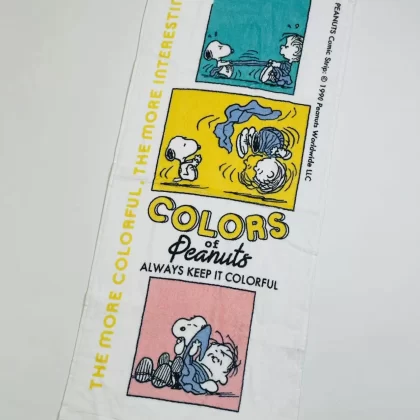 THE MORE COLORFUL, THE MORE INTERESTIN
PEANUTS Comic Strip: © 1990 Peanuts Worldwide LLC
COLORS
of
Peanuts
ALWAYS KEEP IT COLORFUL